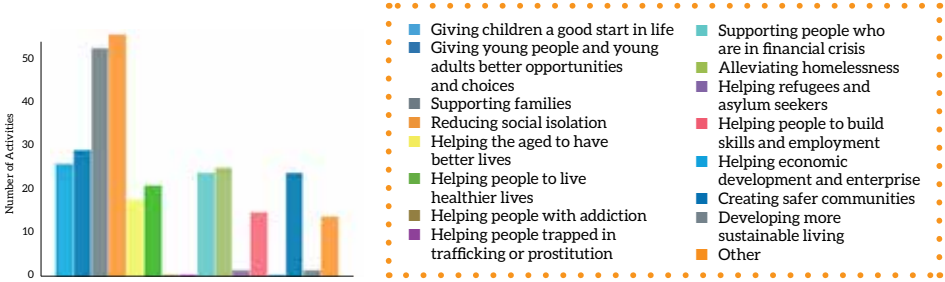 Number of Activities
50
40
30
20
10
0
Giving children a good start in life
Giving young people and young
adults better opportunities
and choices
Supporting families
Reducing social isolation
Helping the aged to have
better lives
Helping people to live
healthier lives
Helping people with addiction
Helping people trapped in
trafficking or prostitution
Supporting people who
are in financial crisis
Alleviating homelessness
Helping refugees and
asylum seekers
Helping people to build
skills and employment
Helping economic
development and enterprise
Creating safer communities
Developing more
sustainable living
Other